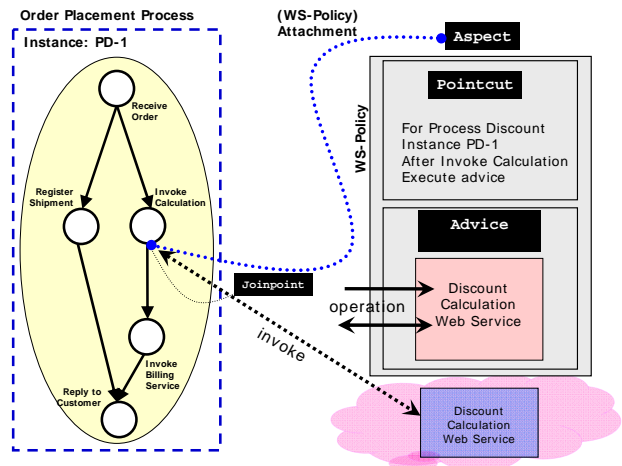 Order Placement Process
Instance: PD-1
Receive
Order
Register
Shipment
Invoke
Calculation
Invoke
Billing
Service
Reply to
Customer
(WS-Policy)
Attachment
Joinpoint
invoke
Aspect
WS-Policy
Pointcut
For Process Discount
Instance PD-1
After Invoke Calculation
Execute advice
Advice
operation
Discount
Calculation
Web Service
Discount
Calculation
Web Service